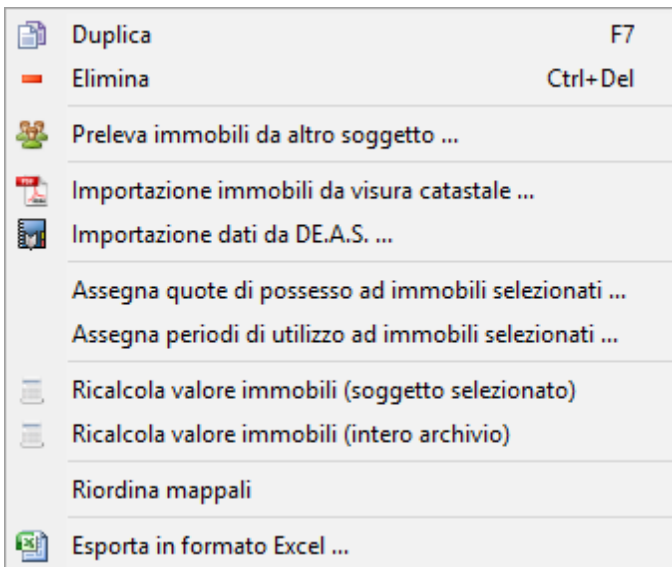 Duplica F7
Elimina Ctrl+Del
Preleva immobili da altro soggetto ...
Importazione immobili da visura catastale ...
Importazione dati da DE.A.S. ...
Assegna quote di possesso ad immobili selezionati ...
Assegna periodi di utilizzo ad immobili selezionati ...
Ricalcola valore immobili (soggetto selezionato)
Ricalcola valore immobili (intero archivio)
Riordina mappali
Esporta in formato Excel ...